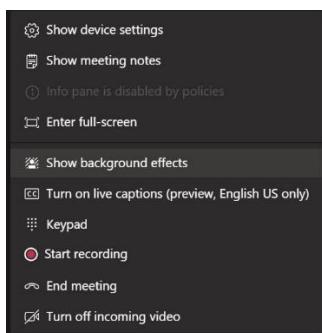 Show device settings
Show meeting notes
Info pane is disabled by policies
Enter full-screen
Show background effects
CC Turn on live captions (preview, English US only)
Keypad
Start recording
End meeting
Turn off incoming video